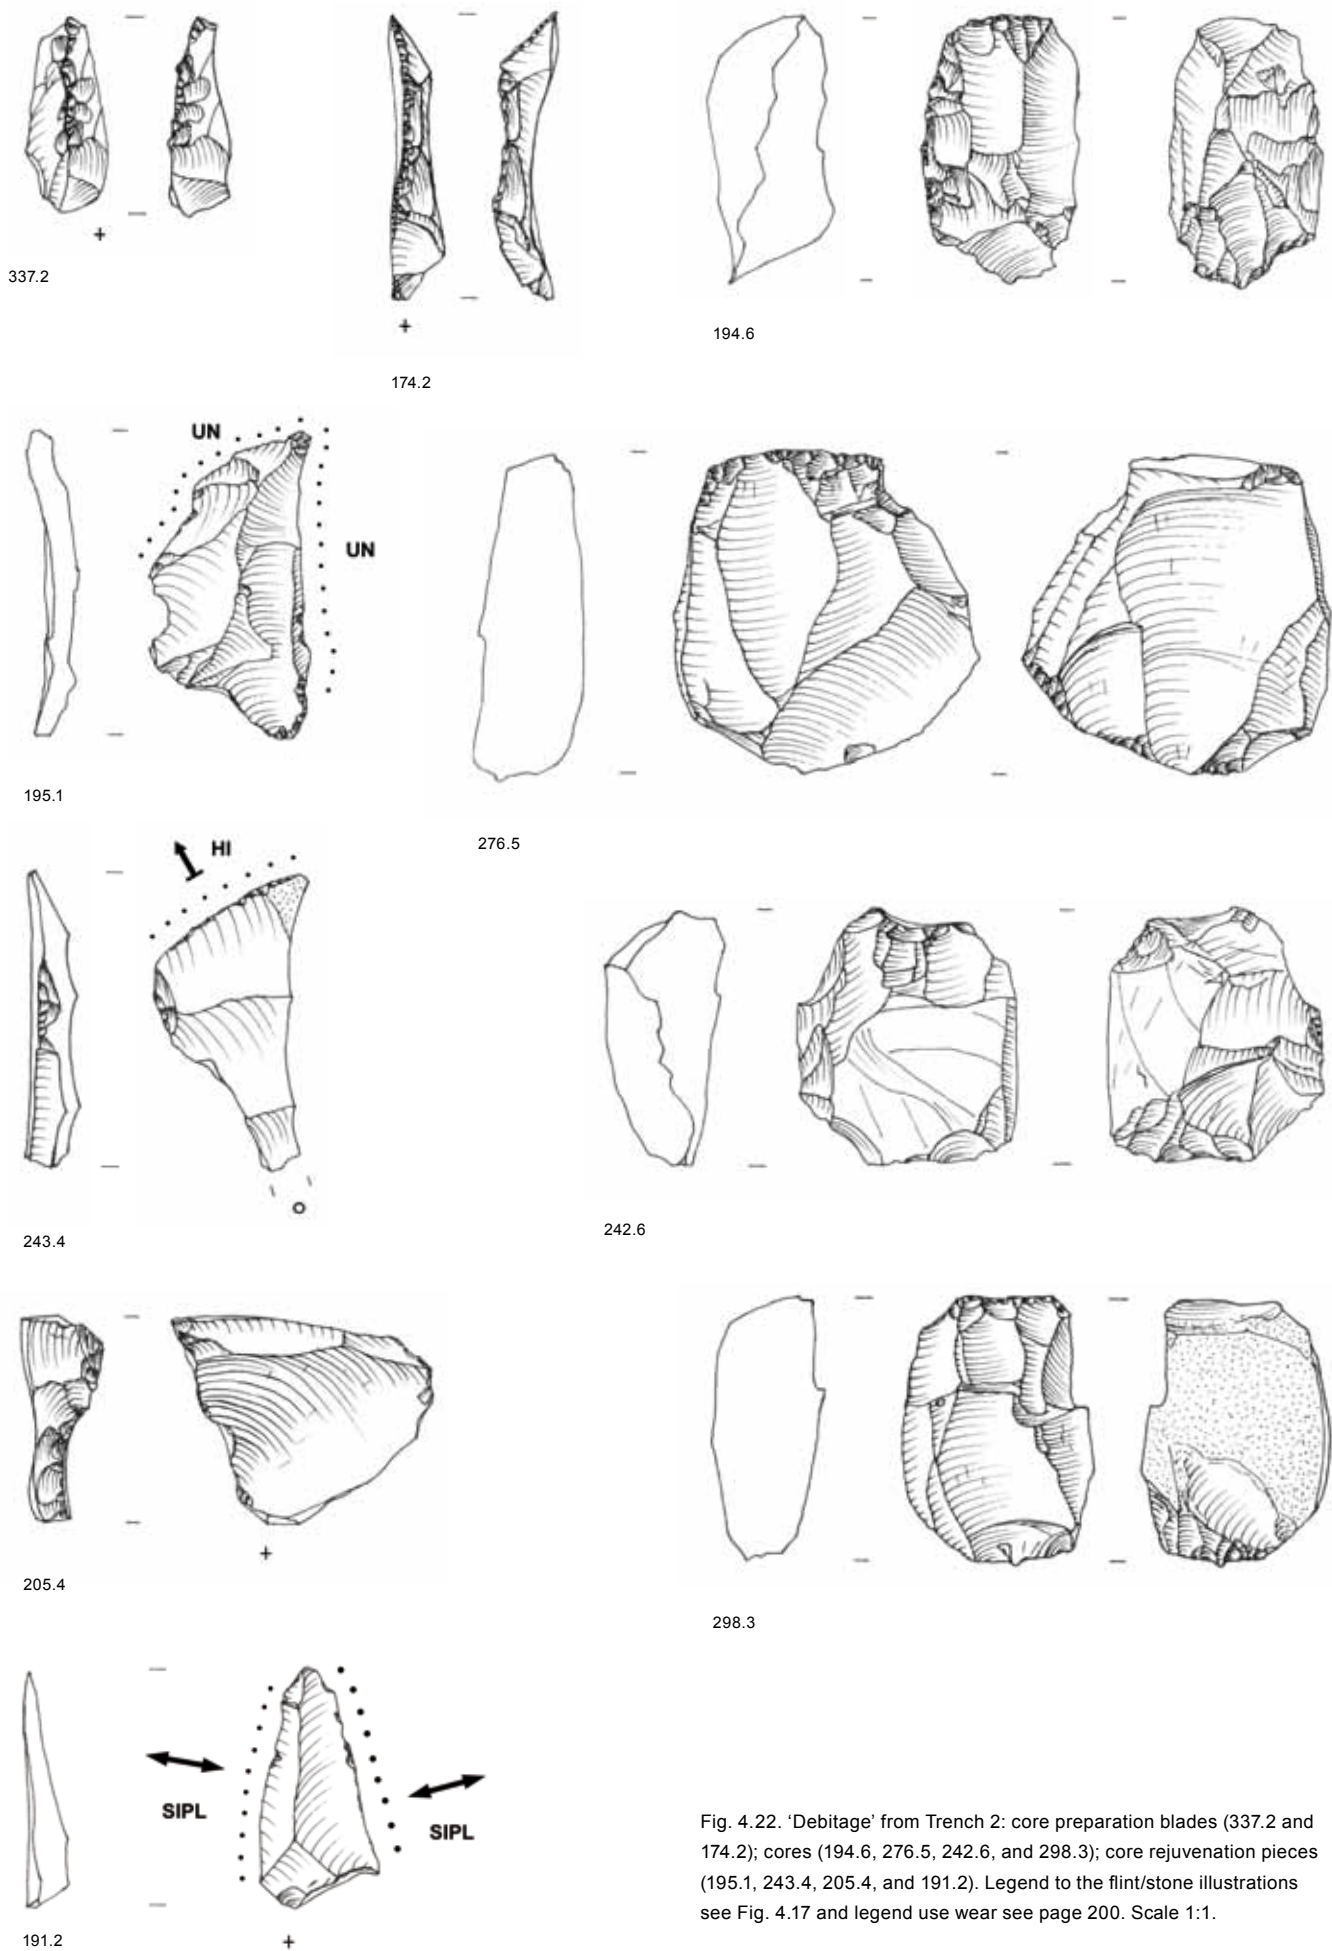 337.2
174.2
194.6
UN
UN
195.1
276.5
HI
243.4
242.6
205.4
298.3
SIPL
SIPL
191.2
Fig. 4.22. ‘Debitage’ from Trench 2: core preparation blades (337.2 and
174.2); cores (194.6, 276.5, 242.6, and 298.3); core rejuvenation pieces
(195.1, 243.4, 205.4, and 191.2). Legend to the flint/stone illustrations
see Fig. 4.17 and legend use wear see page 200. Scale 1:1.